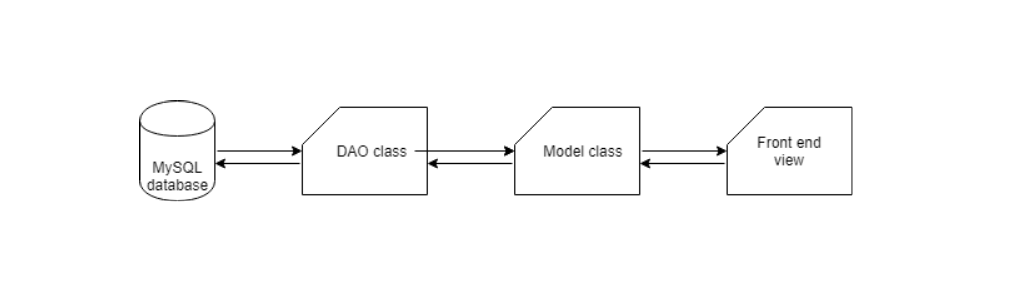 MySQL
database
DAO class
Model class
Front end
view